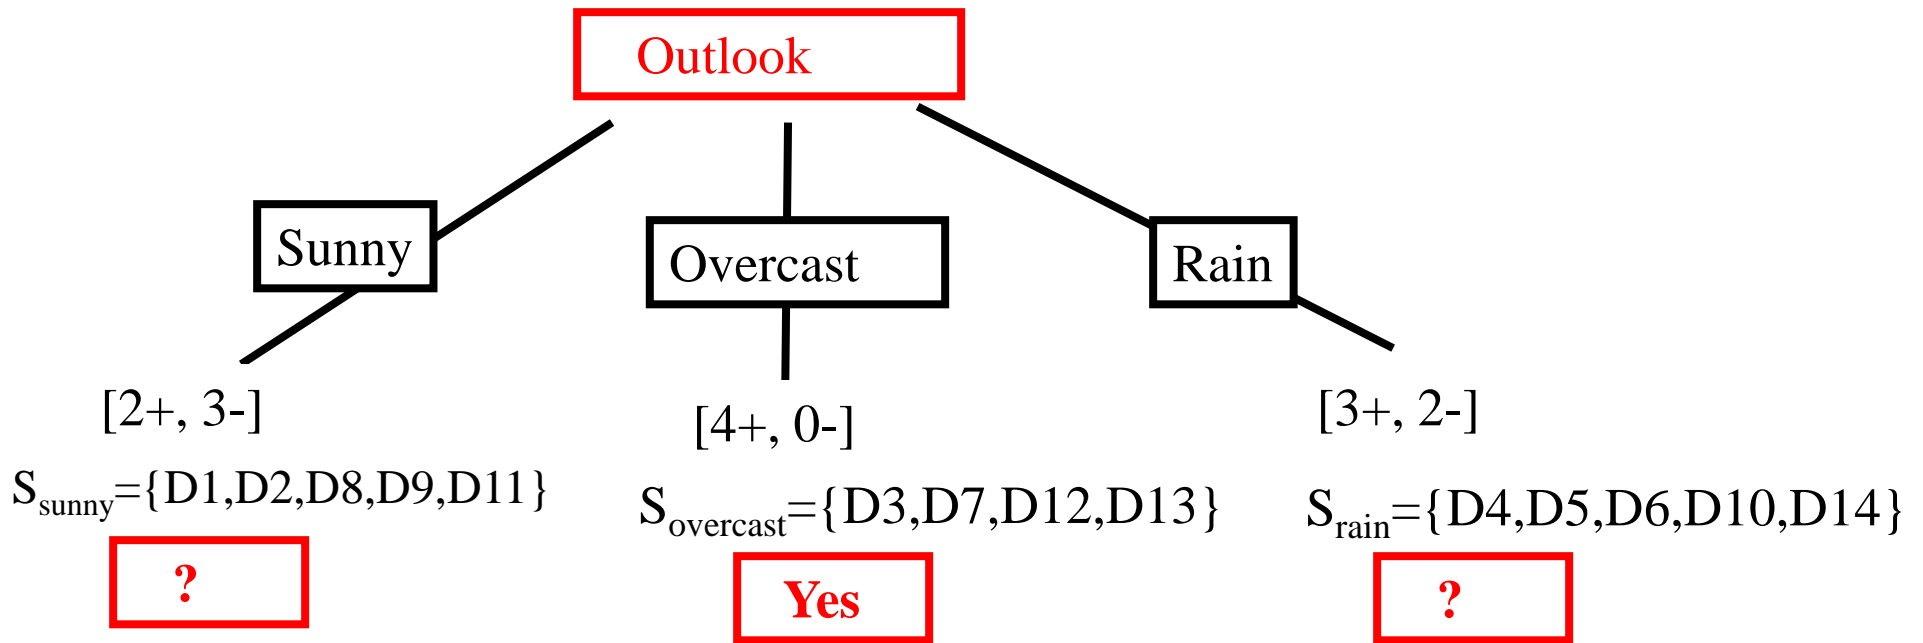 Outlook
Sunny
Overcast
Rain
[2+, 3-]
[4+, 0-]
[3+, 2-]
Ssunny={D1,D2,D8,D9,D11}
Sovercast={D3,D7,D12,D13}
Srain={D4,D5,D6,D10,D14}
?
Yes
?